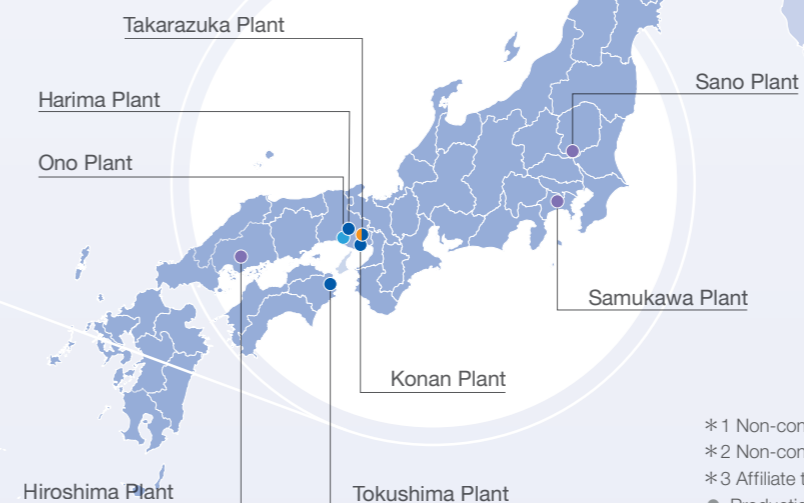 Takarazuka Plant
Sano Plant
Harima Plant
Ono Plant
Samukawa Plant
Konan Plant
*1 Non-con
*2 Non-con
*3 Affiliate t
Hiroshima Plant
Tokushima Plant